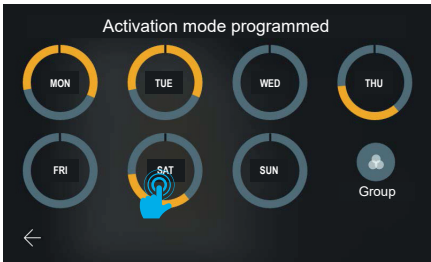 Activation mode programmed
MON TUE WED THU
FRI SAT SUN
Group